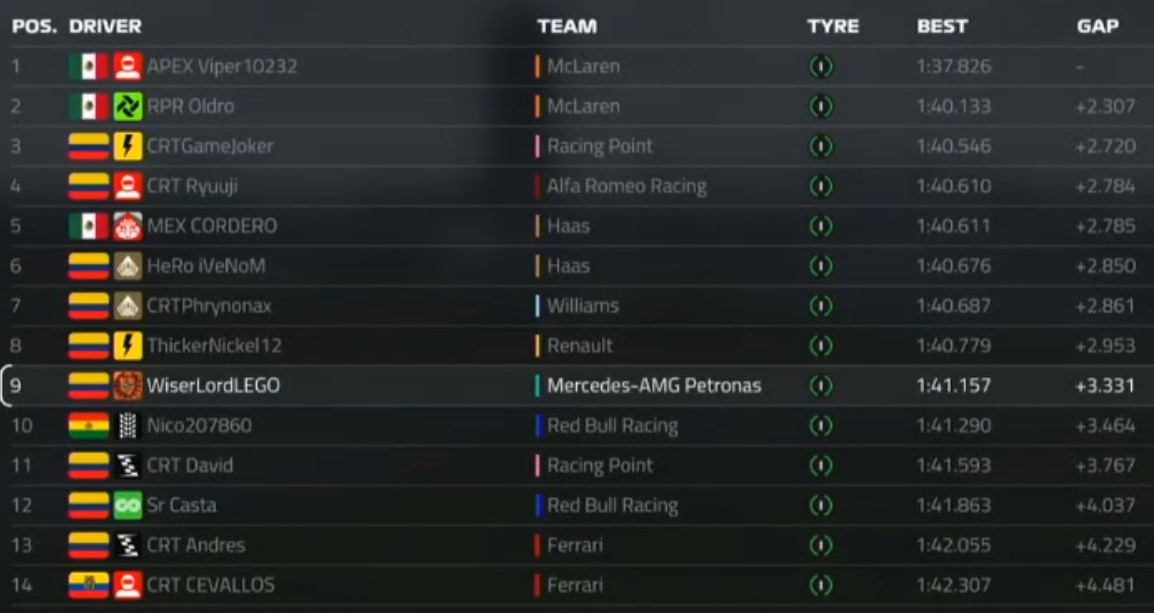 POS. DRIVER TEAM TYRE BEST GAP
1 APEX Viper10232 McLaren I 1:37.826 -
2 RPR Oldro McLaren I 1:40.133 +2.307
3 CRTGameJoker Racing Point I 1:40.546 +2.720
4 CRT Ryuuji Alfa Romeo Racing I 1:40.610 +2.784
5 MEX CORDERO Haas I 1:40.611 +2.785
6 HeRo iVeNoM Haas I 1:40.676 +2.850
7 CRTPhrynonax Williams I 1:40.687 +2.861
8 ThickerNickel12 Renault I 1:40.779 +2.953
9 WiserLordLEGO Mercedes-AMG Petronas I 1:41.157 +3.331
10 Nico207860 Red Bull Racing I 1:41.290 +3.464
11 CRT David Racing Point I 1:41.593 +3.767
12 Sr Casta Red Bull Racing I 1:41.863 +4.037
13 CRT Andres Ferrari I 1:42.055 +4.229
14 CRT CEVALLOS Ferrari I 1:42.307 +4.481